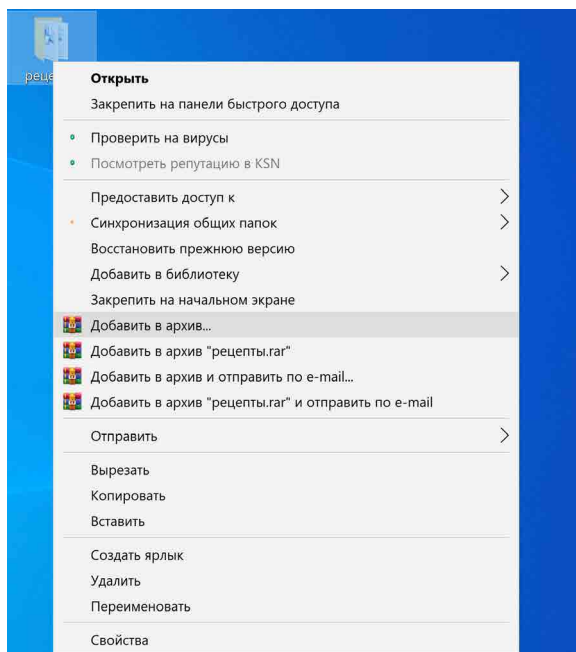 Открыть
Закрепить на панели быстрого доступа
Проверить на вирусы
Посмотреть репутацию в KSN
Предоставить доступ к
Синхронизация общих папок
Восстановить прежнюю версию
Добавить в библиотеку
Закрепить на начальном экране
Добавить в архив...
Добавить в архив "рецепты.rar"
Добавить в архив и отправить по e-mail...
Добавить в архив "рецепты.rar" и отправить по e-mail
Отправить
Вырезать
Копировать
Вставить
Создать ярлык
Удалить
Переименовать
Свойства